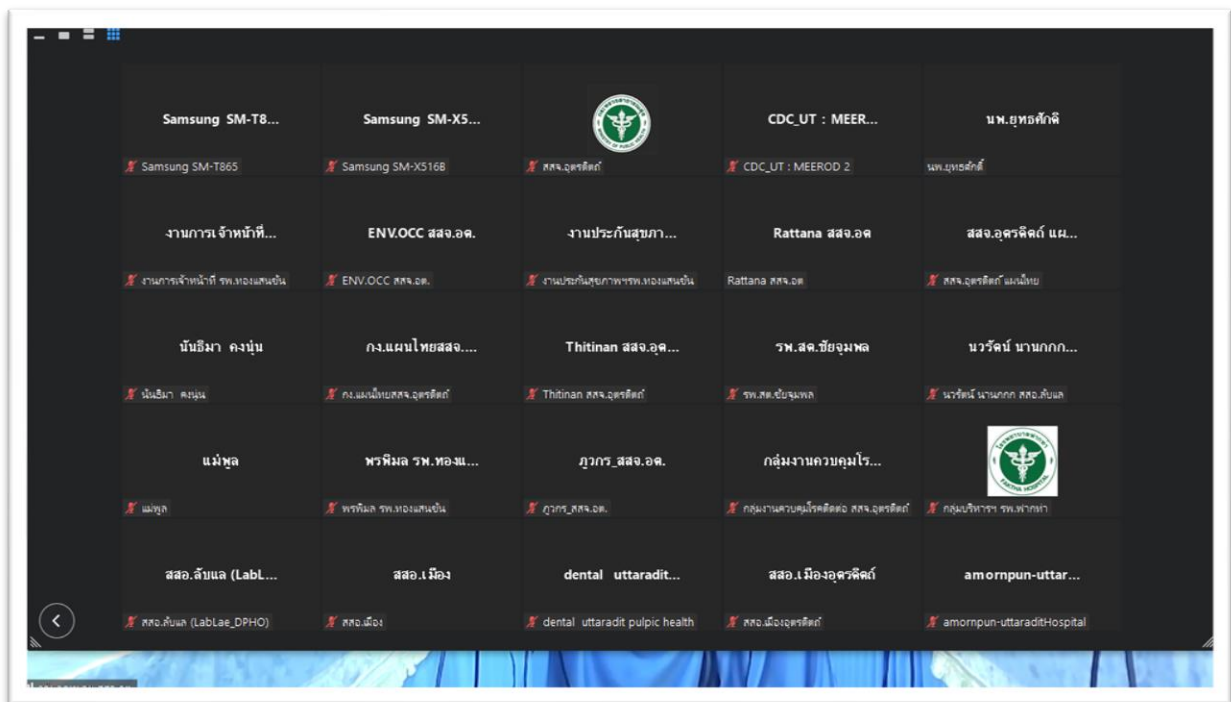 Samsung SM-T8...
Samsung SM-X5...
CDC_UT : MEER...
นพ.ยุทธศักดิ์
Samsung SM-T865
Samsung SM-X516B
สสจ.อุตรดิตถ์
CDC_UT : MEEROD 2
นพ.ยุทธศักดิ์
งานการเจ้าหน้าที่...
ENV.OCC สสจ.อต.
งานประกันสุขภา...
Rattana สสจ.อต
สสจ.อุตรดิตถ์ แผ...
งานการเจ้าหน้าที่ รพ.ทองแสนขัน
ENV.OCC สสจ.อต.
งานประกันสุขภาพฯรพ.ทองแสนขัน
Rattana สสจ.อต
สสจ.อุตรดิตถ์ แผนไทย
นันธิมา คงนุ่น
กง.แผนไทยสสจ....
Thitinan สสจ.อุต...
รพ.สต.ชัยจุมพล
นวรัตน์ นานกกก...
นันธิมา คงนุ่น
กง.แผนไทยสสจ.อุตรดิตถ์
Thitinan สสจ.อุตรดิตถ์
รพ.สต.ชัยจุมพล
นวรัตน์ นานกกก สสอ.ลับแล
แม่พูล
พรพิมล รพ.ทองแ...
ภวกร_สสจ.อต.
กลุ่มงานควบคุมโร...
FAKTHA HOSPITAL
แม่พูล
พรพิมล รพ.ทองแสนขัน
ภวกร_สสจ.อต.
กลุ่มงานควบคุมโรคติดต่อ สสจ.อุตรดิตถ์
กลุ่มบริหารฯ รพ.ฟากท่า
สสอ.ลับแล (LabL...
สสอ.เมือง
dental uttaradit...
สสอ.เมืองอุตรดิตถ์
amornpun-uttar...
สสอ.ลับแล (LabLae_DPHO)
สสอ.เมือง
dental uttaradit pulpic health
สสอ.เมืองอุตรดิตถ์
amornpun-uttaraditHospital